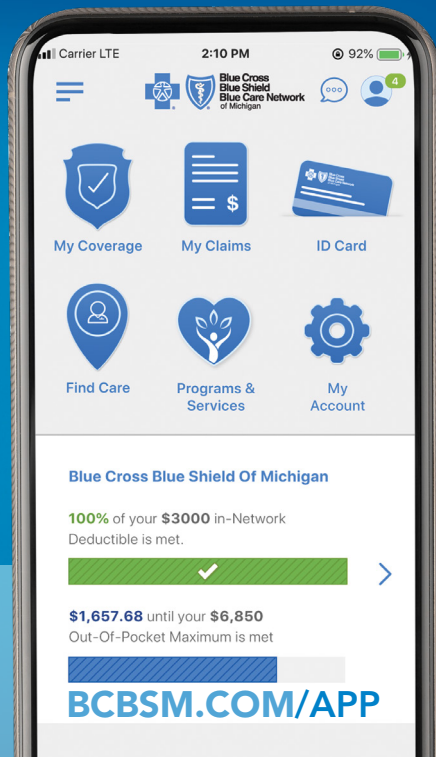 Carrier LTE 2:10 PM 92%
Blue Cross
Blue Shield
Blue Care Network
of Michigan
4
My Coverage My Claims ID Card
$
Find Care Programs & Services My Account
Blue Cross Blue Shield Of Michigan
100% of your $3000 in-Network
Deductible is met.
$1,657.68 until your $6,850
Out-Of-Pocket Maximum is met
BCBSM.COM/APP